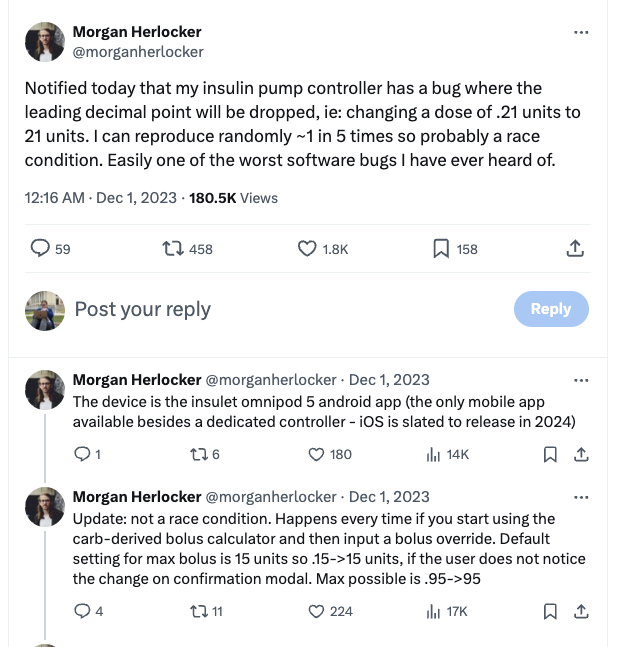 Morgan Herlocker
@morganherlocker
Notified today that my insulin pump controller has a bug where the
leading decimal point will be dropped, ie: changing a dose of .21 units to
21 units. I can reproduce randomly ~1 in 5 times so probably a race
condition. Easily one of the worst software bugs I have ever heard of.
12:16 AM · Dec 1, 2023 · 180.5K Views
59 458 1.8K 158
Post your reply Reply
Morgan Herlocker @morganherlocker · Dec 1, 2023
The device is the insulet omnipod 5 android app (the only mobile app
available besides a dedicated controller - iOS is slated to release in 2024)
1 6 180 14K
Morgan Herlocker @morganherlocker · Dec 1, 2023
Update: not a race condition. Happens every time if you start using the
carb-derived bolus calculator and then input a bolus override. Default
setting for max bolus is 15 units so .15->15 units, if the user does not notice
the change on confirmation modal. Max possible is .95->95
4 11 224 17K